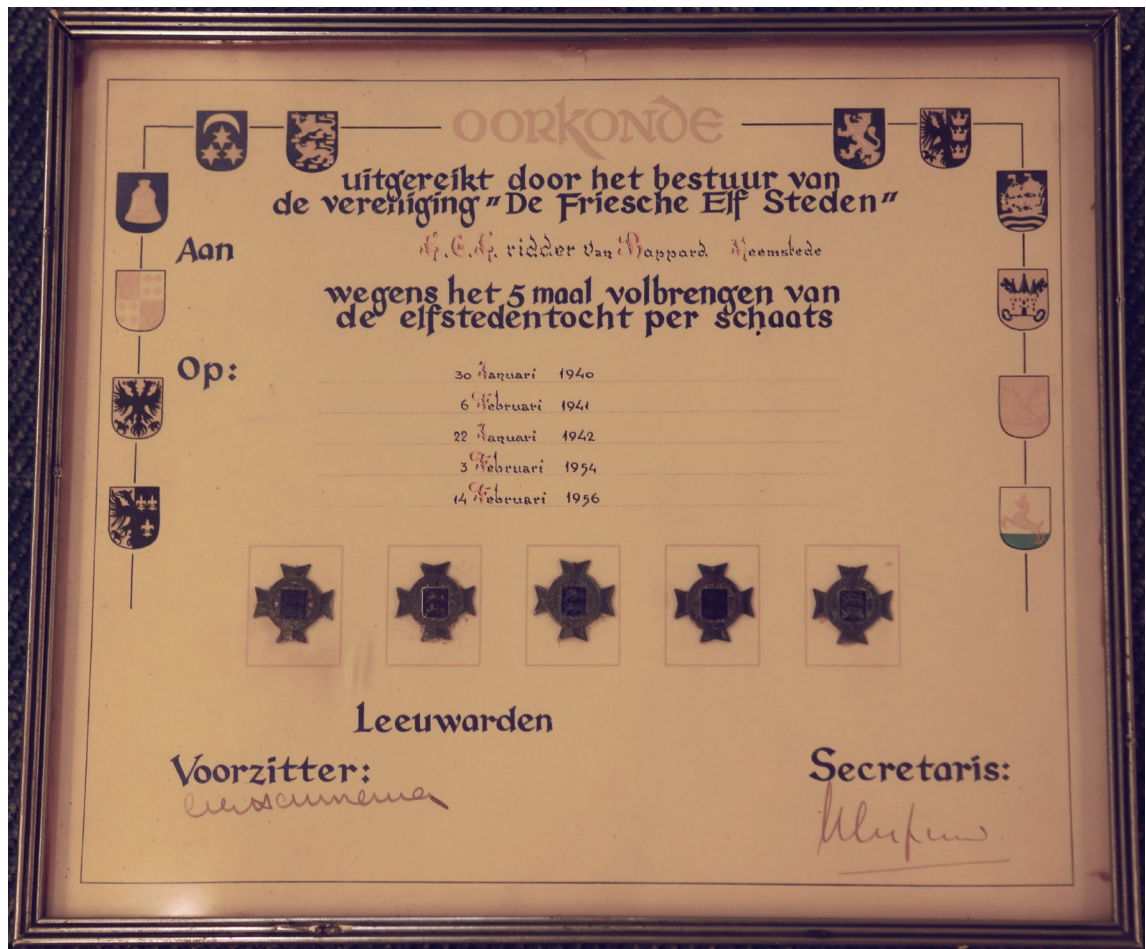 OORKONDE
uitgereikt door het bestuur van
de vereniging "De Friesche Elf Steden"
Aan H.E.H. ridder van Rappard Heemstede
wegens het 5 maal volbrengen van
de elfstedentocht per schaats
Op:
30 Januari 1940
6 Februari 1941
22 Januari 1942
3 Februari 1954
14 Februari 1956
Leeuwarden
Voorzitter:
Secretaris: